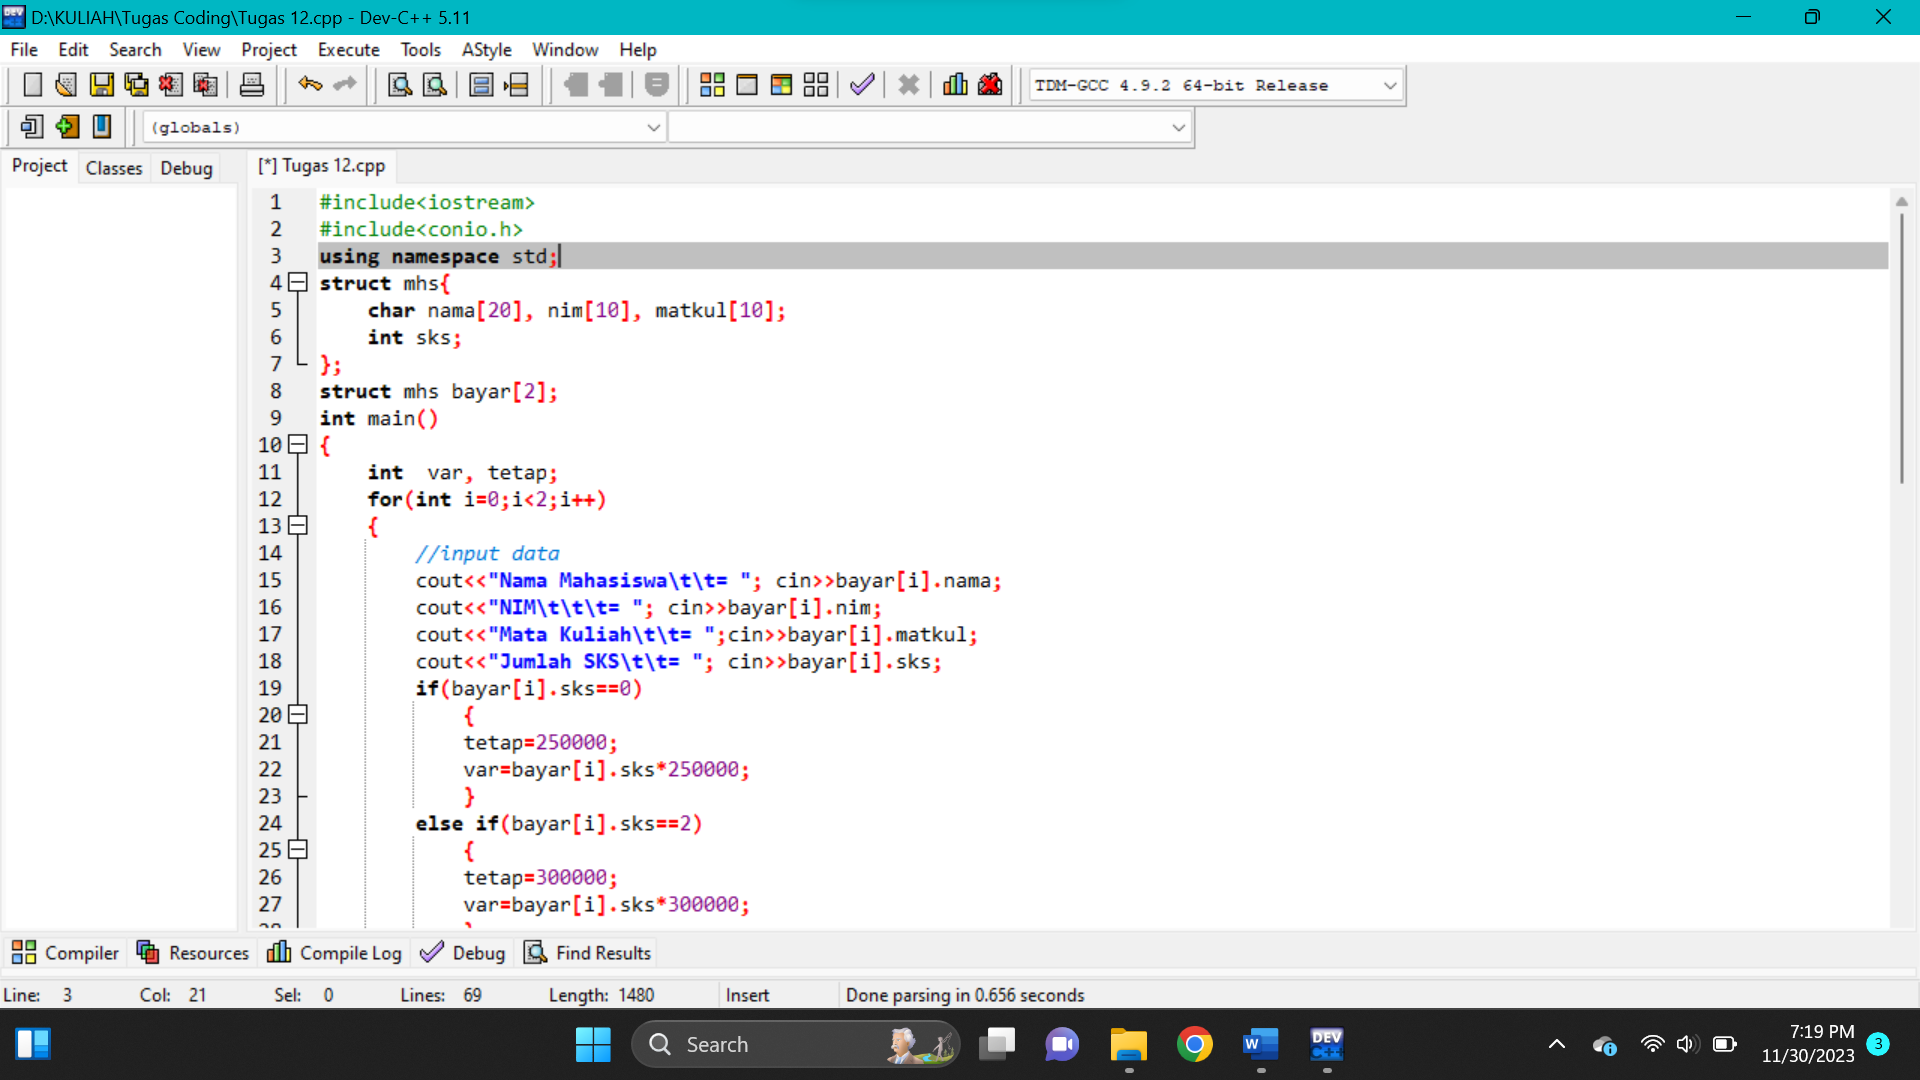 D:\KULIAH\Tugas Coding\Tugas 12.cpp - Dev-C++ 5.11
File Edit Search View Project Execute Tools AStyle Window Help
TDM-GCC 4.9.2 64-bit Release
(globals)
Project Classes Debug [*] Tugas 12.cpp
1 #include<iostream>
2 #include<conio.h>
3 using namespace std;
4 struct mhs{
5 char nama[20], nim[10], matkul[10];
6 int sks;
7 };
8 struct mhs bayar[2];
9 int main()
10 {
11 int  var, tetap;
12 for(int i=0;i<2;i++)
13 {
14 //input data
15 cout<<"Nama Mahasiswa\t\t= "; cin>>bayar[i].nama;
16 cout<<"NIM\t\t\t= "; cin>>bayar[i].nim;
17 cout<<"Mata Kuliah\t\t= ";cin>>bayar[i].matkul;
18 cout<<"Jumlah SKS\t\t= "; cin>>bayar[i].sks;
19 if(bayar[i].sks==0)
20 {
21 tetap=250000;
22 var=bayar[i].sks*250000;
23 }
24 else if(bayar[i].sks==2)
25 {
26 tetap=300000;
27 var=bayar[i].sks*300000;
Compiler Resources Compile Log Debug Find Results
Line: 3 Col: 21 Sel: 0 Lines: 69 Length: 1480 Insert Done parsing in 0.656 seconds
Search
W
DEV C++
7:19 PM
11/30/2023
3